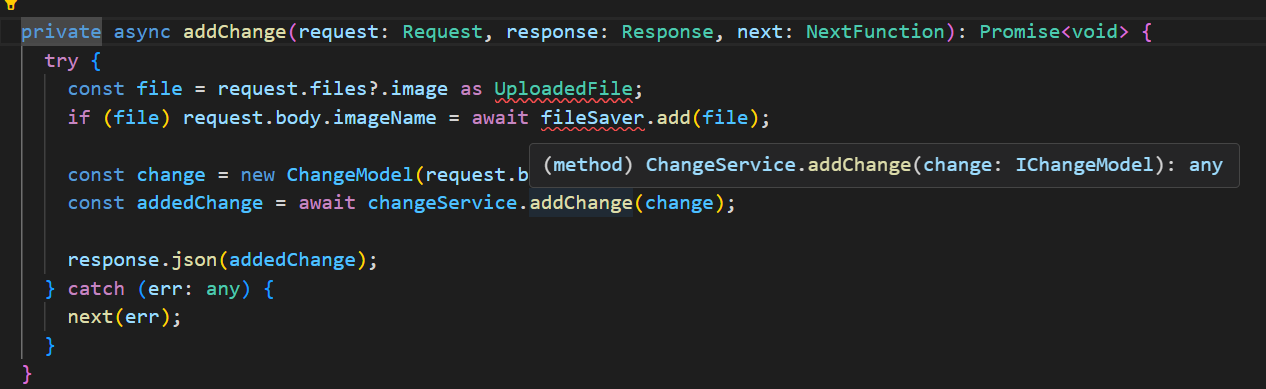 private async addChange(request: Request, response: Response, next: NextFunction): Promise<void> {
try {
const file = request.files?.image as UploadedFile;
if (file) request.body.imageName = await fileSaver.add(file);
(method) ChangeService.addChange(change: IChangeModel): any
const change = new ChangeModel(request.b
const addedChange = await changeService.addChange(change);
response.json(addedChange);
} catch (err: any) {
next(err);
}
}